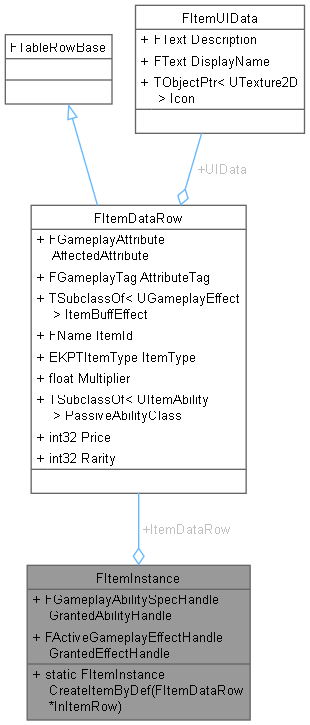 FItemUIData
+ FText Description
+ FText DisplayName
+ TObjectPtr< UTexture2D
> Icon
FTableRowBase
+UIData
FItemDataRow
+ FGameplayAttribute
AffectedAttribute
+ FGameplayTag AttributeTag
+ TSubclassOf< UGameplayEffect
> ItemBuffEffect
+ FName ItemId
+ EKPTItemType ItemType
+ float Multiplier
+ TSubclassOf< UItemAbility
> PassiveAbilityClass
+ int32 Price
+ int32 Rarity
+ItemDataRow
FItemInstance
+ FGameplayAbilitySpecHandle
GrantedAbilityHandle
+ FActiveGameplayEffectHandle
GrantedEffectHandle
+ static FItemInstance
CreateItemByDef(FItemDataRow
*InItemRow)